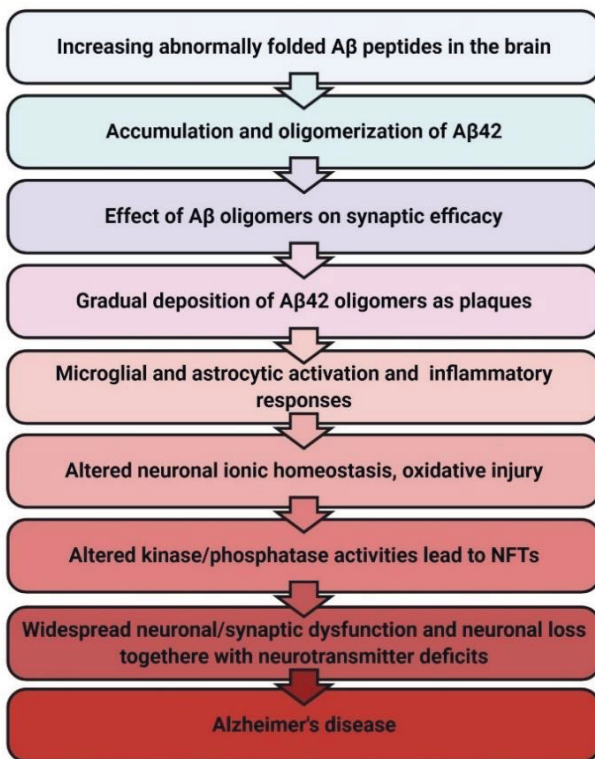 Increasing abnormally folded Aβ peptides in the brain
Accumulation and oligomerization of Aβ42
Effect of Aβ oligomers on synaptic efficacy
Gradual deposition of Aβ42 oligomers as plaques
Microglial and astrocytic activation and inflammatory
responses
Altered neuronal ionic homeostasis, oxidative injury
Altered kinase/phosphatase activities lead to NFTs
Widespread neuronal/synaptic dysfunction and neuronal loss
togethere with neurotransmitter deficits
Alzheimer's disease